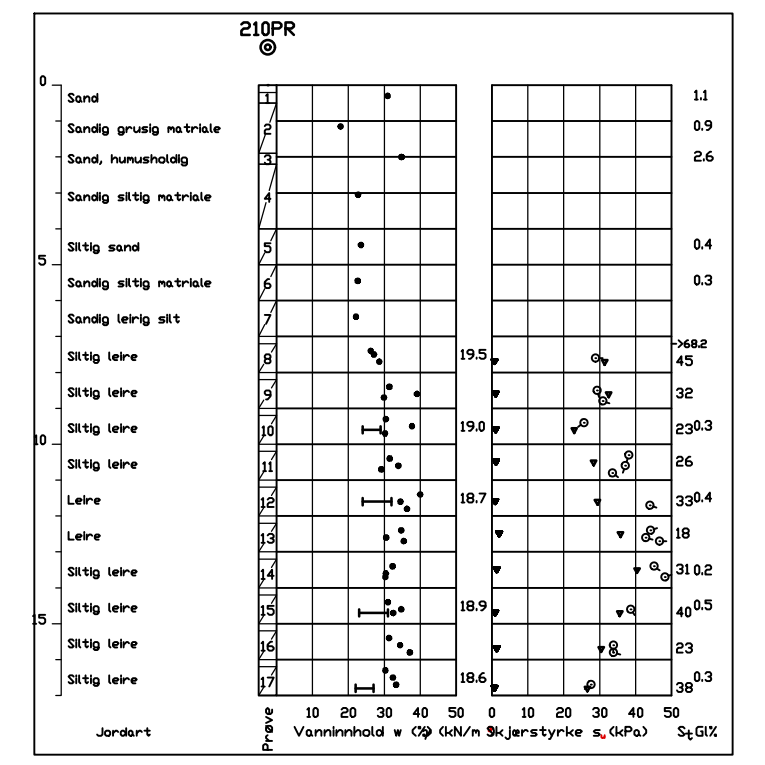 210PR
0
Sand 1 1.1
Sandig grusig matriale 2 0.9
Sand, humusholdig 3 2.6
Sandig siltig matriale 4
Siltig sand 5 0.4
5
Sandig siltig matriale 6 0.3
Sandig leirig silt 7
->68.2
Siltig leire 8 19.5 45
Siltig leire 9 32
Siltig leire 10 19.0 23 0.3
10
Siltig leire 11 26
Leire 12 18.7 33 0.4
Leire 13 18
Siltig leire 14 31 0.2
Siltig leire 15 18.9 40 0.5
15
Siltig leire 16 23
Siltig leire 17 18.6 38 0.3
10 20 30 40 50 0 10 20 30 40 50
Jordart Prøve Vanninnhold w (%) (kN/m Skjærstyrke su (kPa) St Gl%